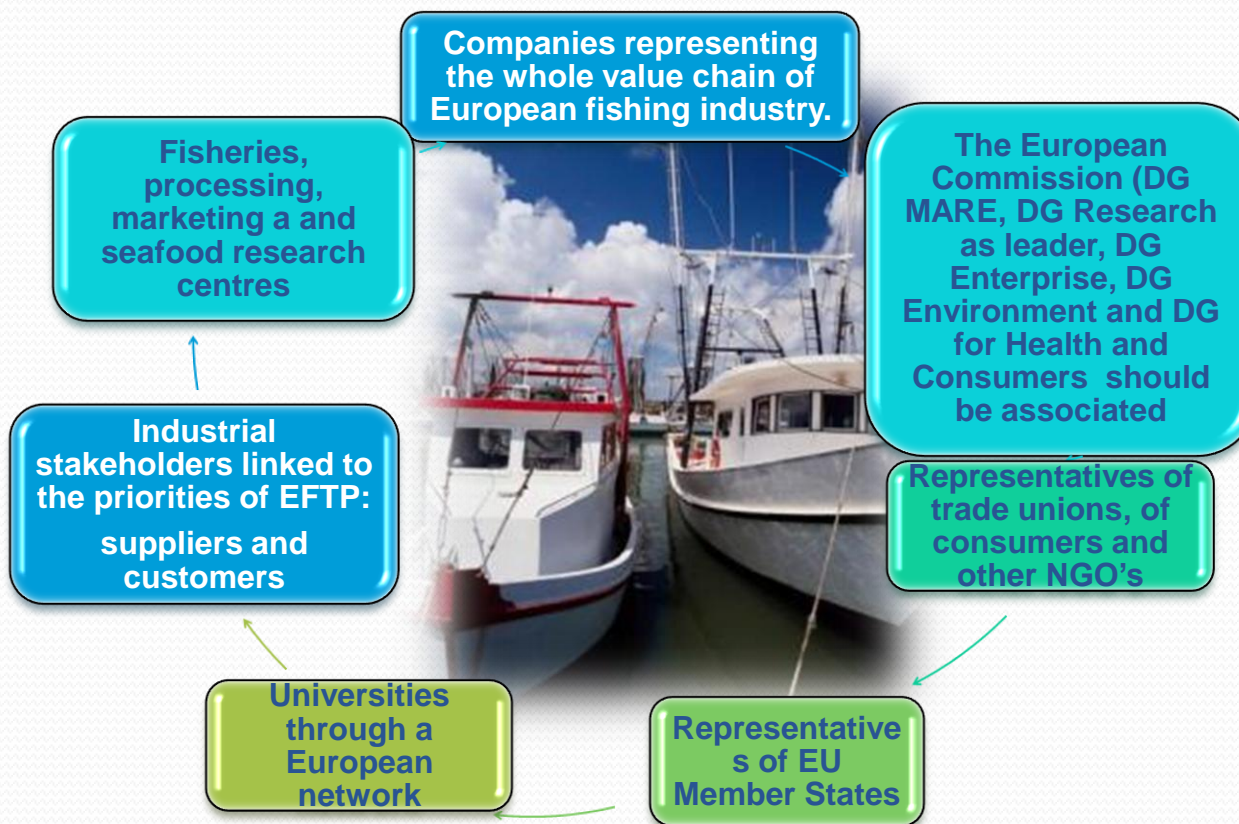 Companies representing
the whole value chain of
European fishing industry.
The European
Commission (DG
MARE, DG Research
as leader, DG
Enterprise, DG
Environment and DG
for Health and
Consumers  should
be associated
Representatives of
trade unions, of
consumers and
other NGO’s
Representative
s of EU
Member States
Universities
through a
European
network
Industrial
stakeholders linked to
the priorities of EFTP:
suppliers and
customers
Fisheries,
processing,
marketing a and
seafood research
centres